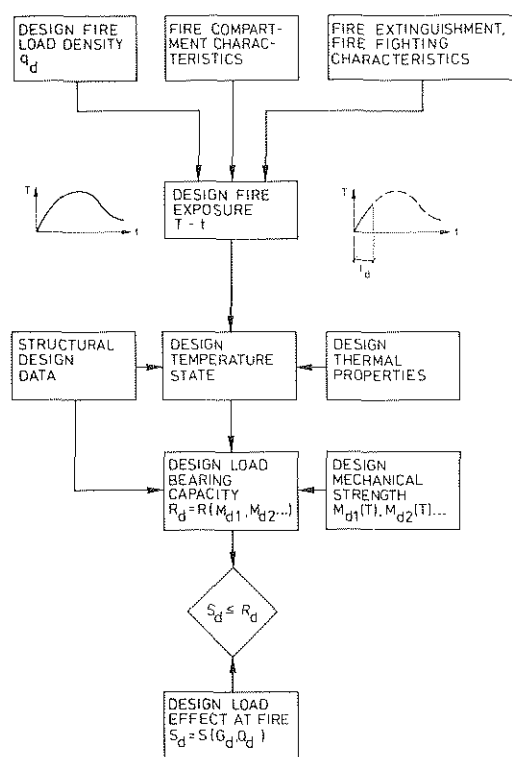 DESIGN FIRE
LOAD DENSITY
q_d
FIRE COMPART-
MENT CHARAC-
TERISTICS
FIRE EXTINGUISHMENT,
FIRE FIGHTING
CHARACTERISTICS
T
t
DESIGN FIRE
EXPOSURE
T - t
T
t
t_d
STRUCTURAL
DESIGN
DATA
DESIGN
TEMPERATURE
STATE
DESIGN
THERMAL
PROPERTIES
DESIGN LOAD
BEARING
CAPACITY
R_d=R(M_d1,M_d2...)
DESIGN
MECHANICAL
STRENGTH
M_d1(T),M_d2(T)...
S_d ≤ R_d
DESIGN LOAD
EFFECT AT FIRE
S_d=S(G_d,Q_d)